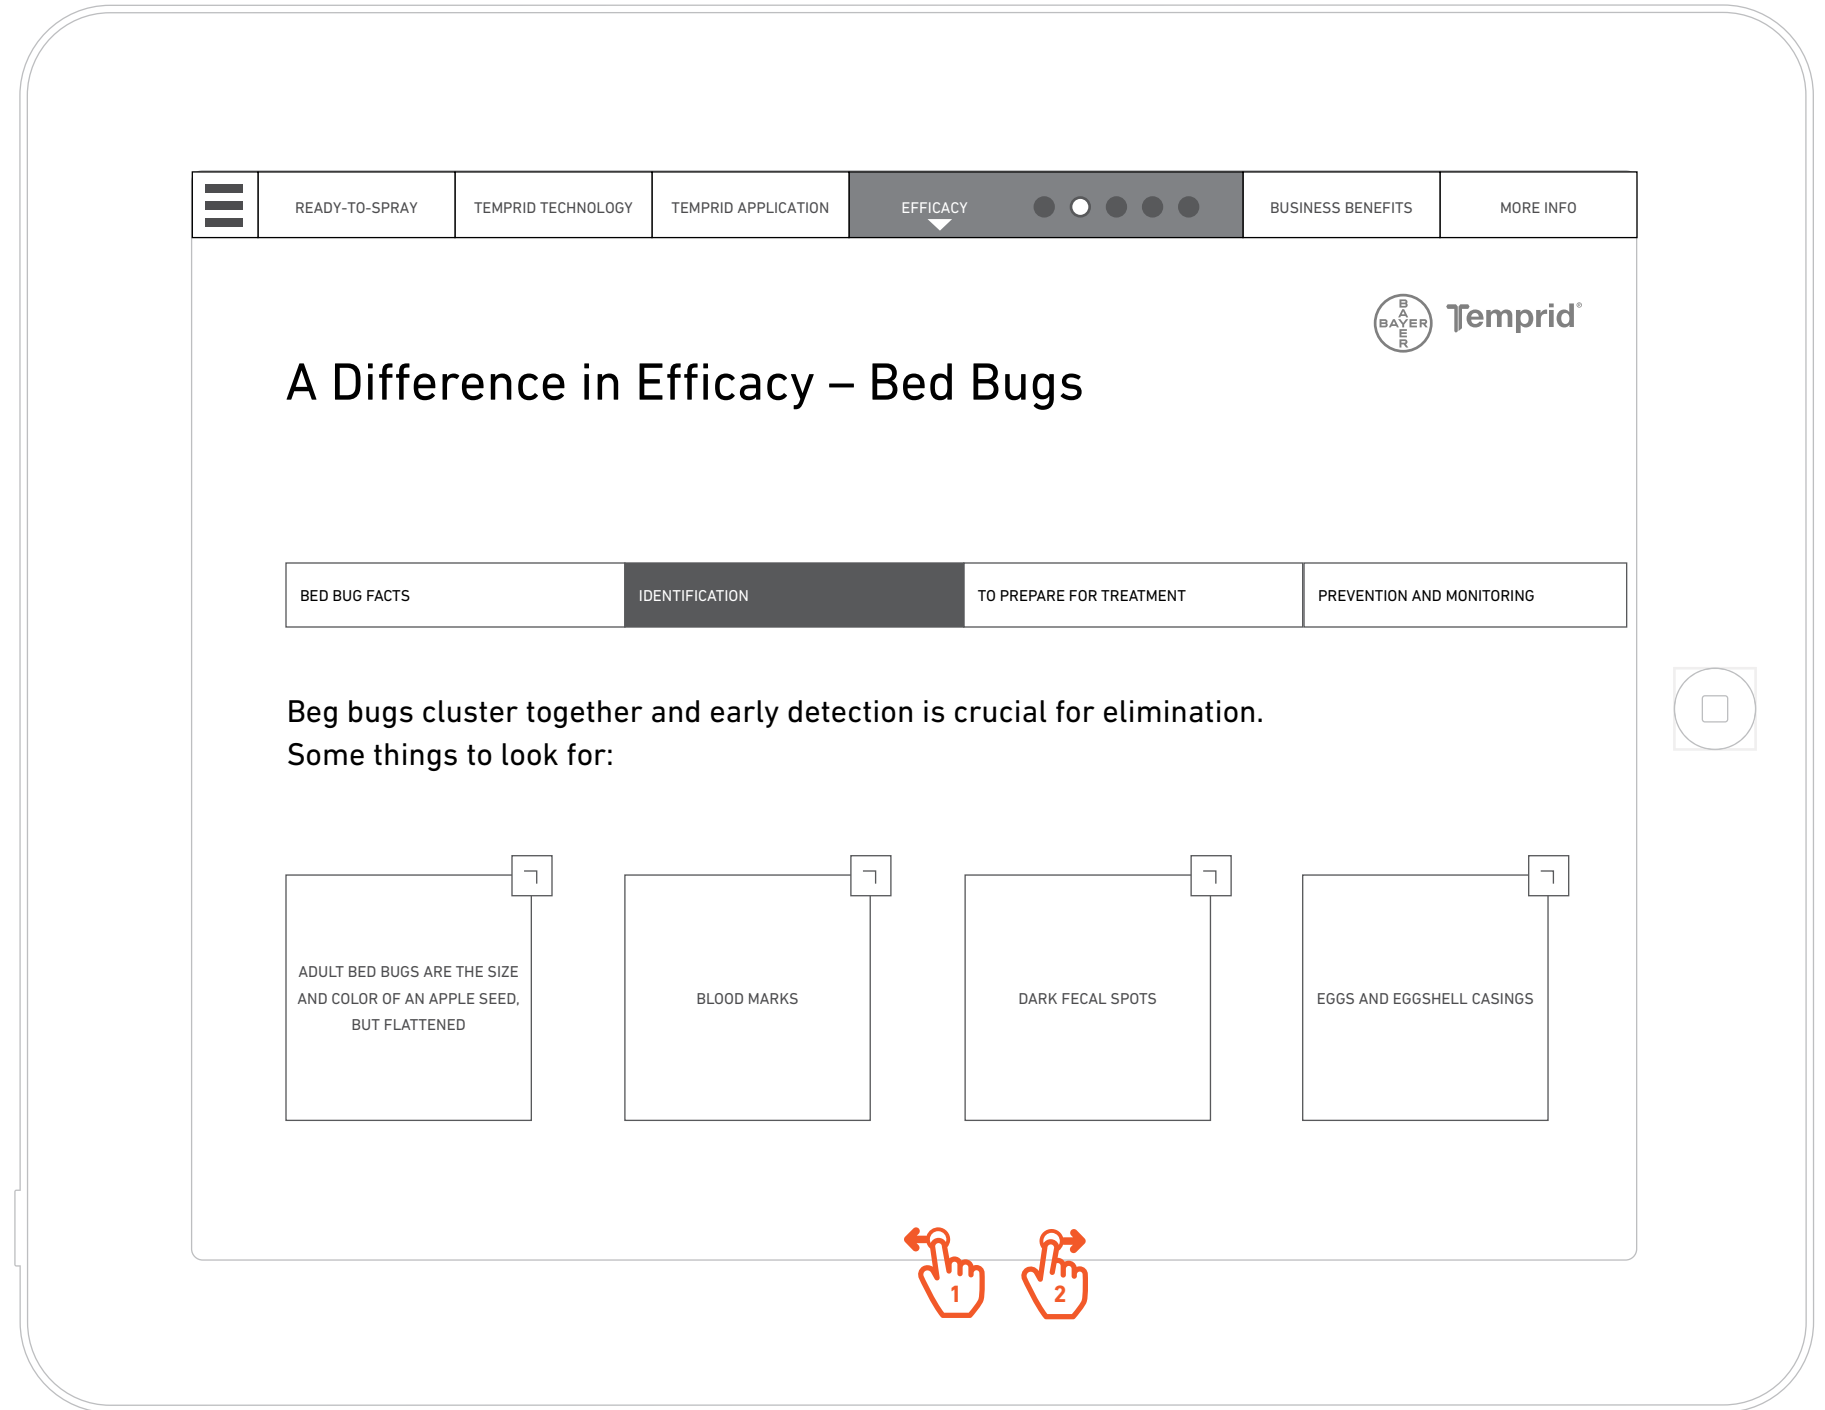 READY-TO-SPRAY
TEMPRID TECHNOLOGY
TEMPRID APPLICATION
EFFICACY
BUSINESS BENEFITS
MORE INFO
BAYER
BAYER
Temprid®
A Difference in Efficacy – Bed Bugs
BED BUG FACTS
IDENTIFICATION
TO PREPARE FOR TREATMENT
PREVENTION AND MONITORING
Beg bugs cluster together and early detection is crucial for elimination.
Some things to look for:
ADULT BED BUGS ARE THE SIZE
AND COLOR OF AN APPLE SEED,
BUT FLATTENED
BLOOD MARKS
DARK FECAL SPOTS
EGGS AND EGGSHELL CASINGS
1
2